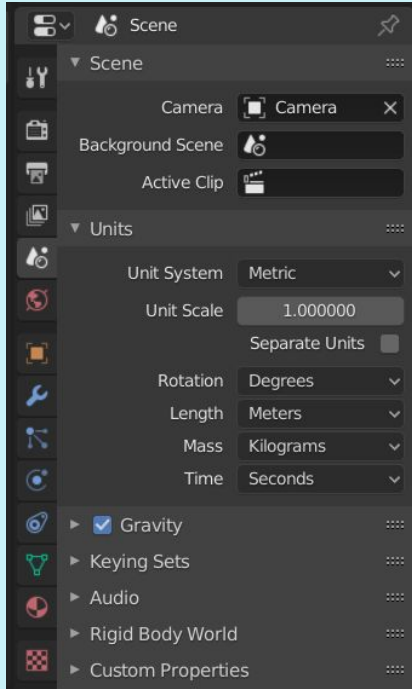 Scene
Scene
Camera Camera
Background Scene
Active Clip
Units
Unit System Metric
Unit Scale 1.000000
Separate Units
Rotation Degrees
Length Meters
Mass Kilograms
Time Seconds
Gravity
Keying Sets
Audio
Rigid Body World
Custom Properties